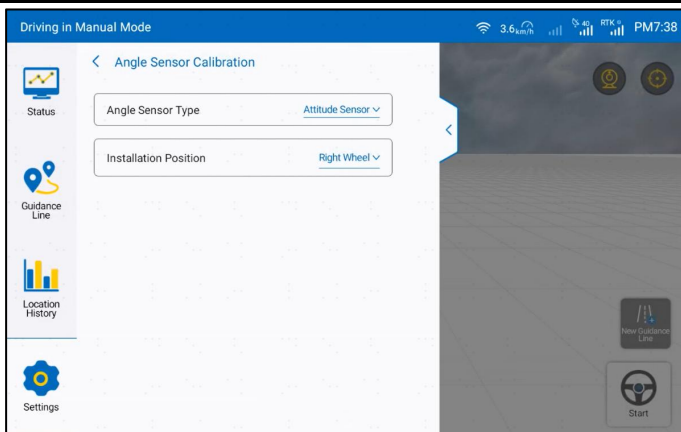 Driving in Manual Mode
3.6km/h
40
RTK
PM7:38
Angle Sensor Calibration
Status
Angle Sensor Type
Attitude Sensor
Installation Position
Right Wheel
Guidance
Line
Location
History
New Guidance
Line
Settings
Start